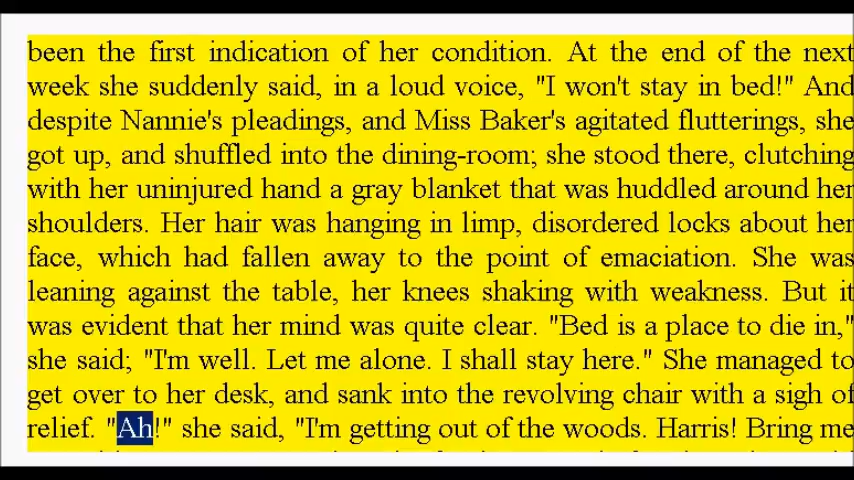 been the first indication of her condition. At the end of the next
week she suddenly said, in a loud voice, "I won't stay in bed!" And
despite Nannie's pleadings, and Miss Baker's agitated flutterings, she
got up, and shuffled into the dining-room; she stood there, clutching
with her uninjured hand a gray blanket that was huddled around her
shoulders. Her hair was hanging in limp, disordered locks about her
face, which had fallen away to the point of emaciation. She was
leaning against the table, her knees shaking with weakness. But it
was evident that her mind was quite clear. "Bed is a place to die in,"
she said; "I'm well. Let me alone. I shall stay here." She managed to
get over to her desk, and sank into the revolving chair with a sigh of
relief. "Ah!" she said, "I'm getting out of the woods. Harris! Bring me